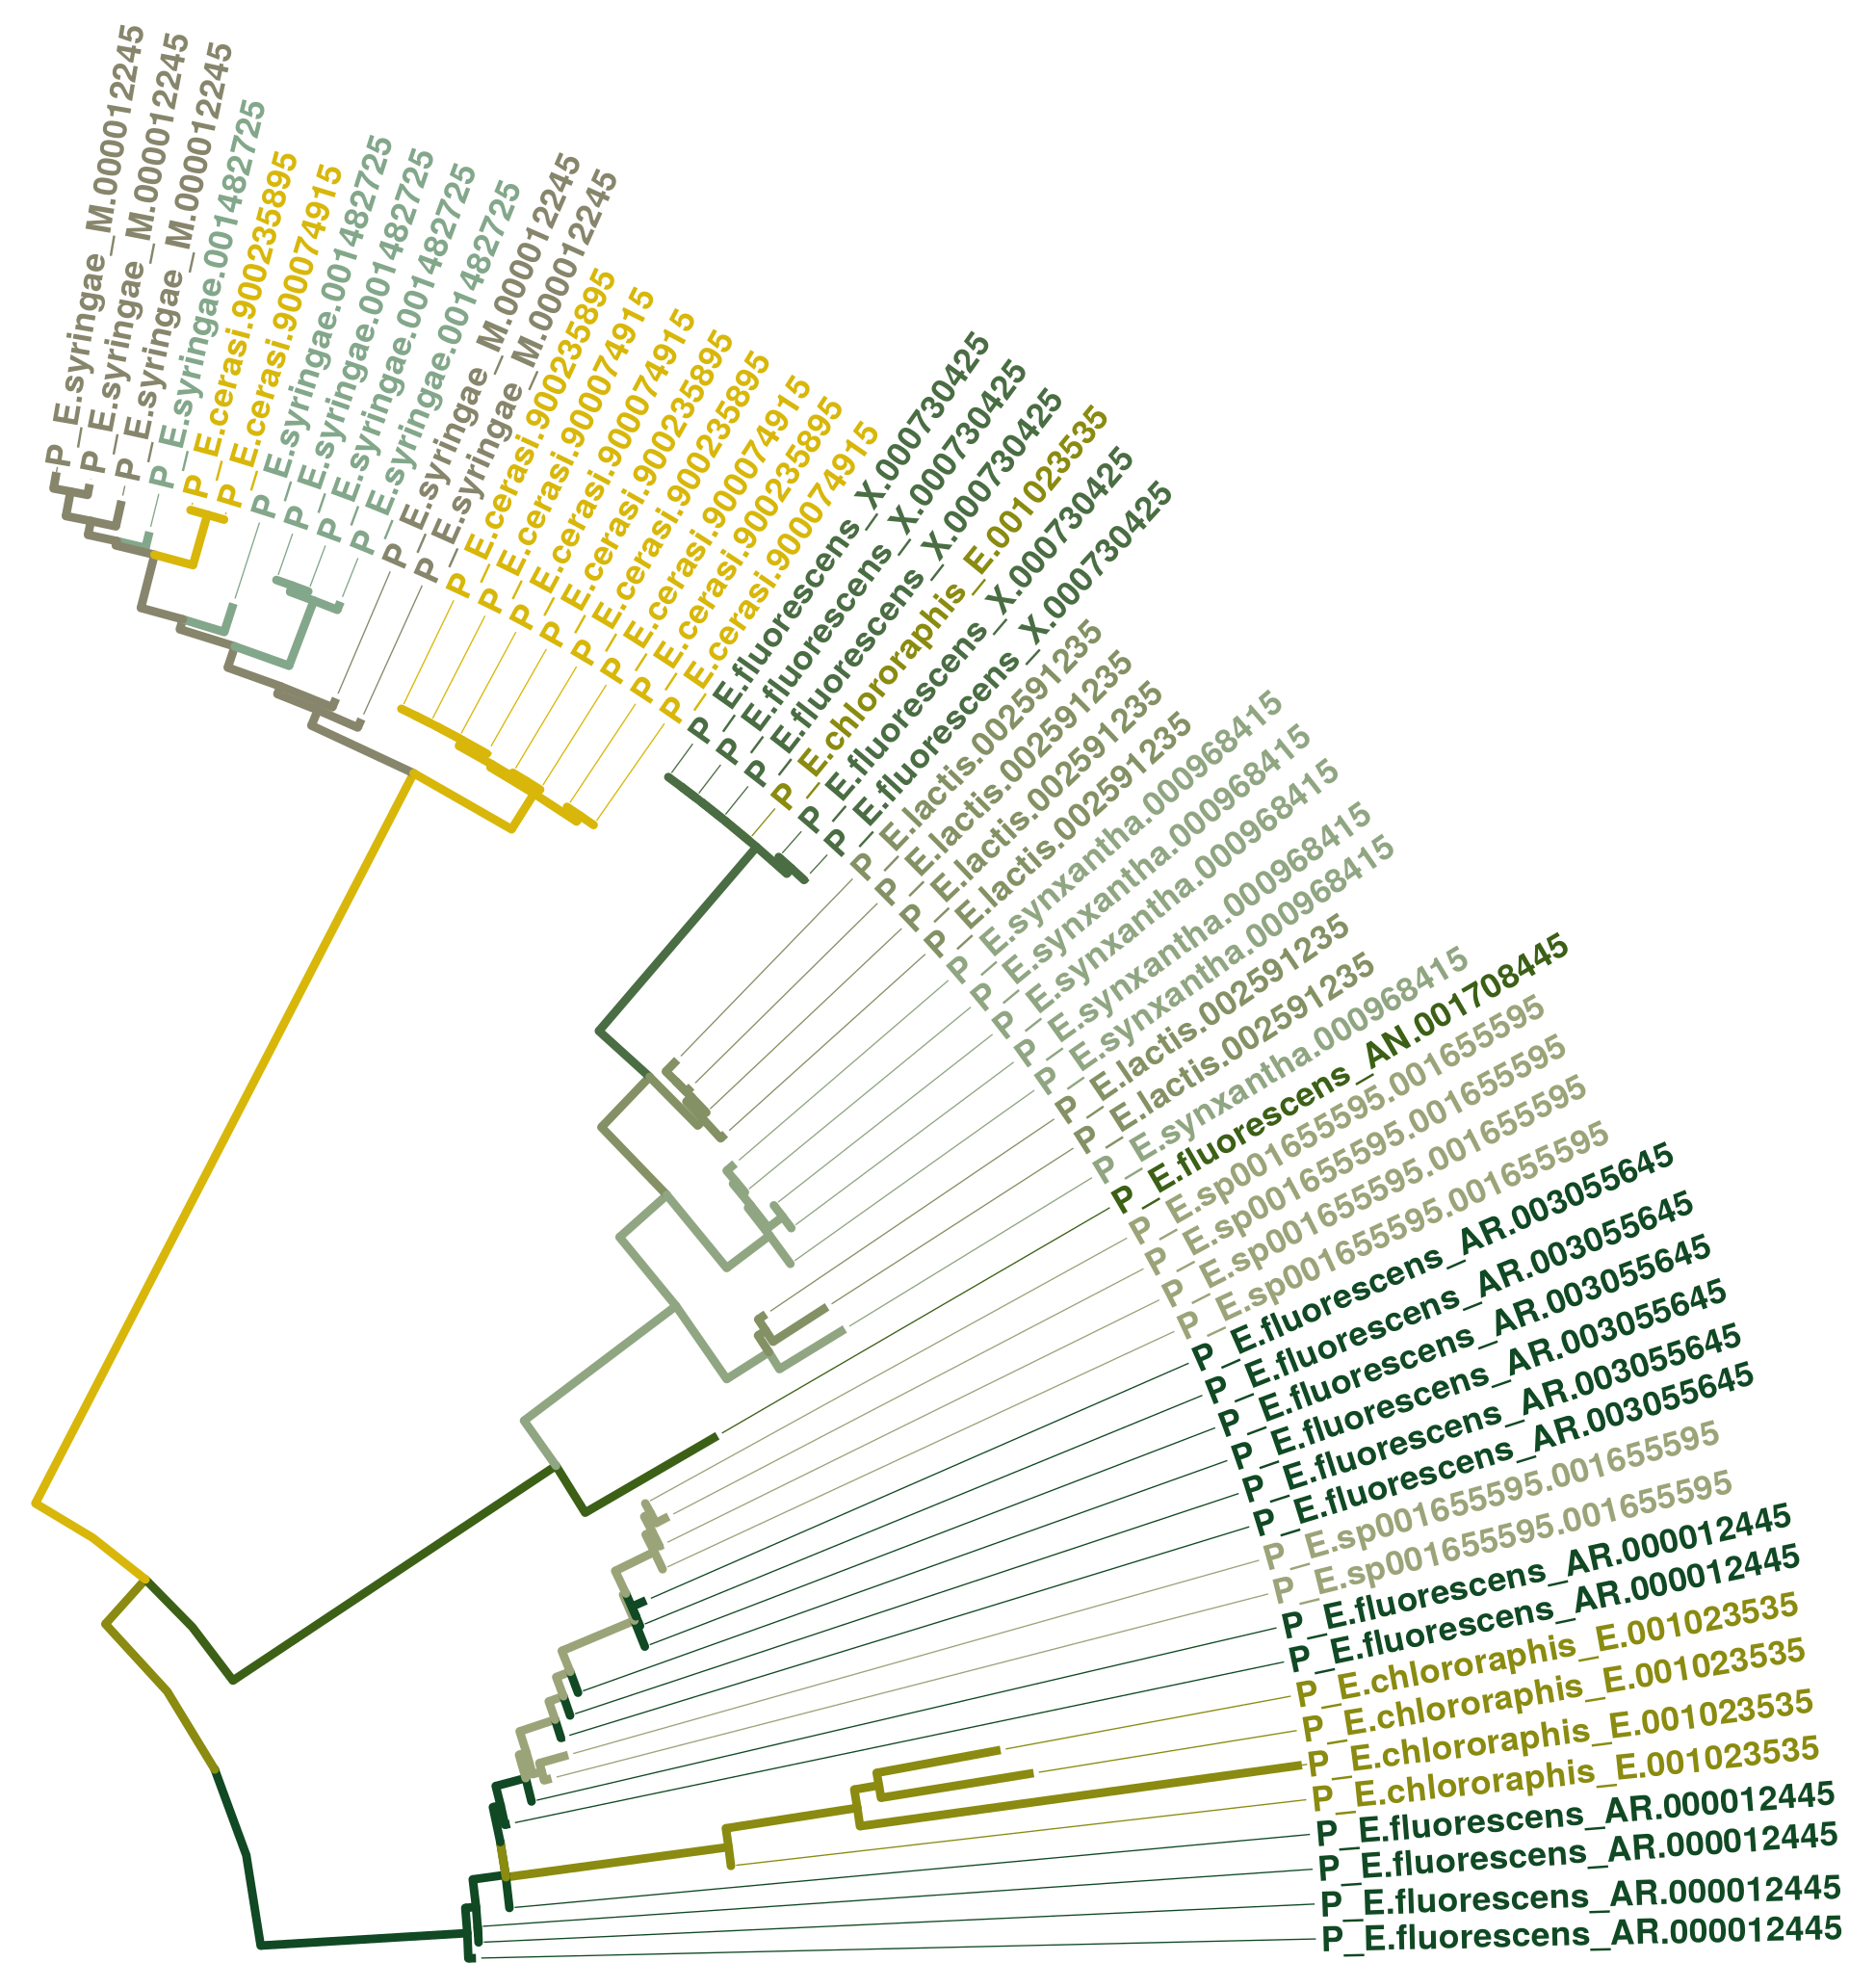 P_E.syringae_M.000012245
P_E.syringae_M.000012245
P_E.syringae_M.000012245
P_E.syringae.001482725
P_E.cerasi.900235895
P_E.cerasi.900074915
P_E.syringae.001482725
P_E.syringae.001482725
P_E.syringae.001482725
P_E.syringae.001482725
P_E.syringae_M.000012245
P_E.syringae_M.000012245
P_E.cerasi.900235895
P_E.cerasi.900074915
P_E.cerasi.900074915
P_E.cerasi.900235895
P_E.cerasi.900235895
P_E.cerasi.900074915
P_E.cerasi.900235895
P_E.cerasi.900074915
P_E.fluorescens_X.000730425
P_E.fluorescens_X.000730425
P_E.fluorescens_X.000730425
P_E.chlororaphis_E.001023535
P_E.fluorescens_X.000730425
P_E.fluorescens_X.000730425
P_E.lactis.002591235
P_E.lactis.002591235
P_E.lactis.002591235
P_E.lactis.002591235
P_E.synxantha.000968415
P_E.synxantha.000968415
P_E.synxantha.000968415
P_E.synxantha.000968415
P_E.synxantha.000968415
P_E.lactis.002591235
P_E.lactis.002591235
P_E.synxantha.000968415
P_E.fluorescens_AN.001708445
P_E.sp001655595.001655595
P_E.sp001655595.001655595
P_E.sp001655595.001655595
P_E.sp001655595.001655595
P_E.fluorescens_AR.003055645
P_E.fluorescens_AR.003055645
P_E.fluorescens_AR.003055645
P_E.fluorescens_AR.003055645
P_E.fluorescens_AR.003055645
P_E.fluorescens_AR.003055645
P_E.sp001655595.001655595
P_E.sp001655595.001655595
P_E.fluorescens_AR.000012445
P_E.fluorescens_AR.000012445
P_E.chlororaphis_E.001023535
P_E.chlororaphis_E.001023535
P_E.chlororaphis_E.001023535
P_E.chlororaphis_E.001023535
P_E.fluorescens_AR.000012445
P_E.fluorescens_AR.000012445
P_E.fluorescens_AR.000012445
P_E.fluorescens_AR.000012445